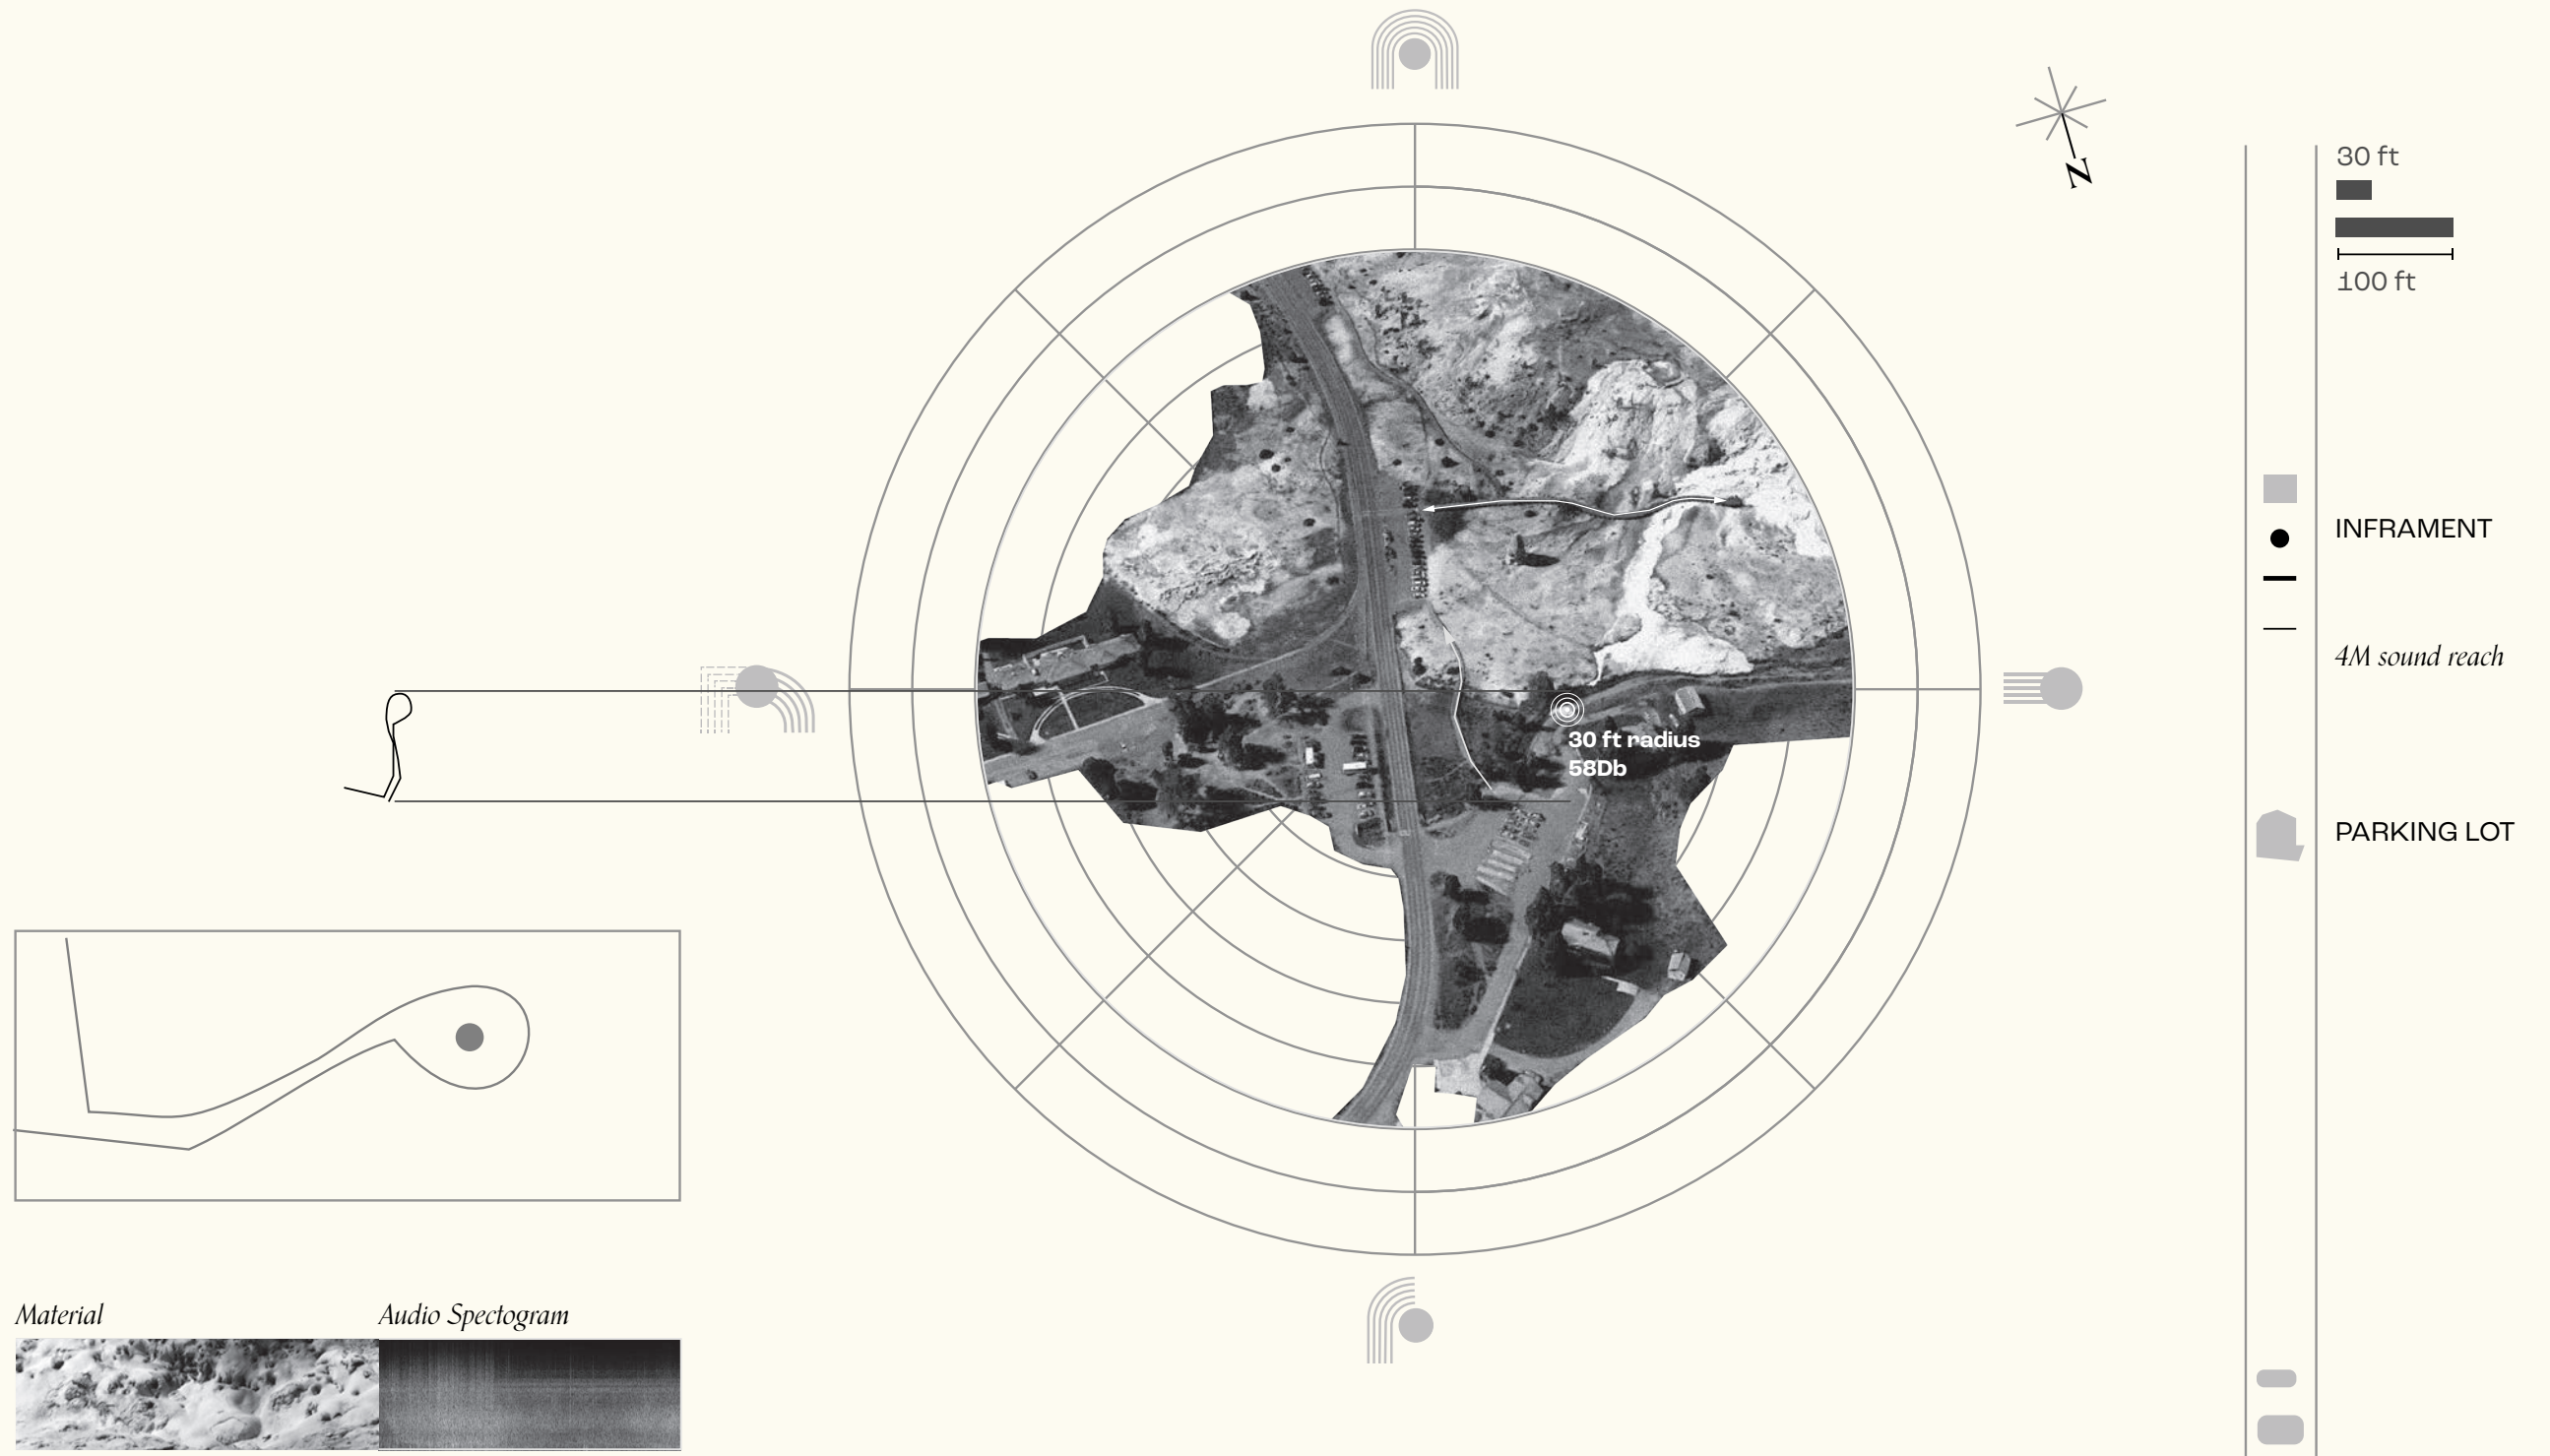 N
30 ft
100 ft
INFRAMENT
4M sound reach
30 ft radius
58Db
PARKING LOT
Material
Audio Spectogram